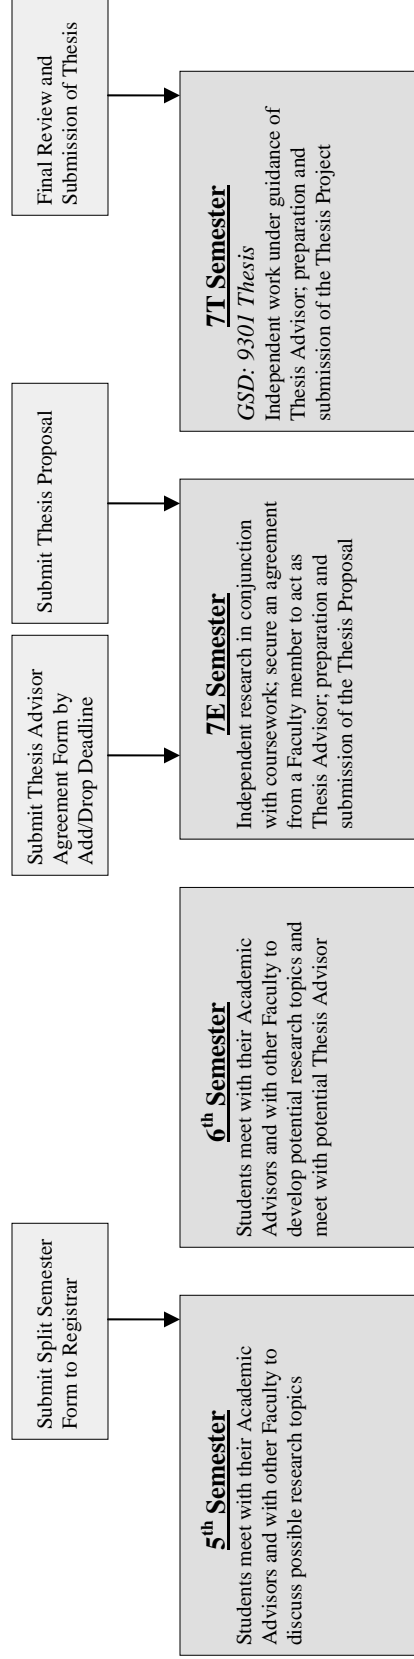 Submit Split Semester
Form to Registrar
Submit Thesis Advisor
Agreement Form by
Add/Drop Deadline
Submit Thesis Proposal
Final Review and
Submission of Thesis
5th Semester
Students meet with their Academic
Advisors and with other Faculty to
discuss possible research topics
6th Semester
Students meet with their Academic
Advisors and with other Faculty to
develop potential research topics and
meet with potential Thesis Advisor
7E Semester
Independent research in conjunction
with coursework; secure an agreement
from a Faculty member to act as
Thesis Advisor; preparation and
submission of the Thesis Proposal
7T Semester
GSD: 9301 Thesis
Independent work under guidance of
Thesis Advisor; preparation and
submission of the Thesis Project